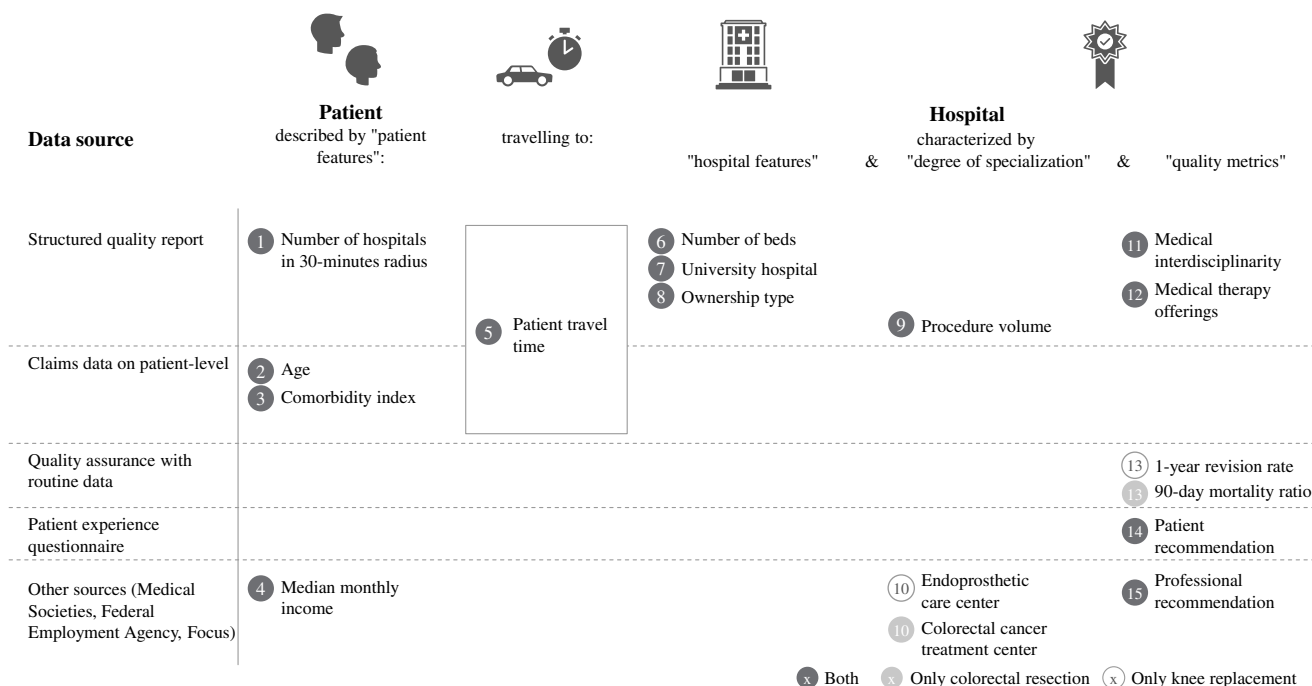 Data source
Patient
described by "patient
features":
travelling to:
Hospital
characterized by
"hospital features" & "degree of specialization" & "quality metrics"
Structured quality report
1 Number of hospitals
in 30-minutes radius
5 Patient travel
time
6 Number of beds
7 University hospital
8 Ownership type
9 Procedure volume
11 Medical
interdisciplinarity
12 Medical therapy
offerings
Claims data on patient-level
2 Age
3 Comorbidity index
Quality assurance with
routine data
13 1-year revision rate
13 90-day mortality ratio
Patient experience
questionnaire
14 Patient
recommendation
Other sources (Medical
Societies, Federal
Employment Agency, Focus)
4 Median monthly
income
10 Endoprosthetic
care center
10 Colorectal cancer
treatment center
15 Professional
recommendation
x Both x Only colorectal resection x Only knee replacement